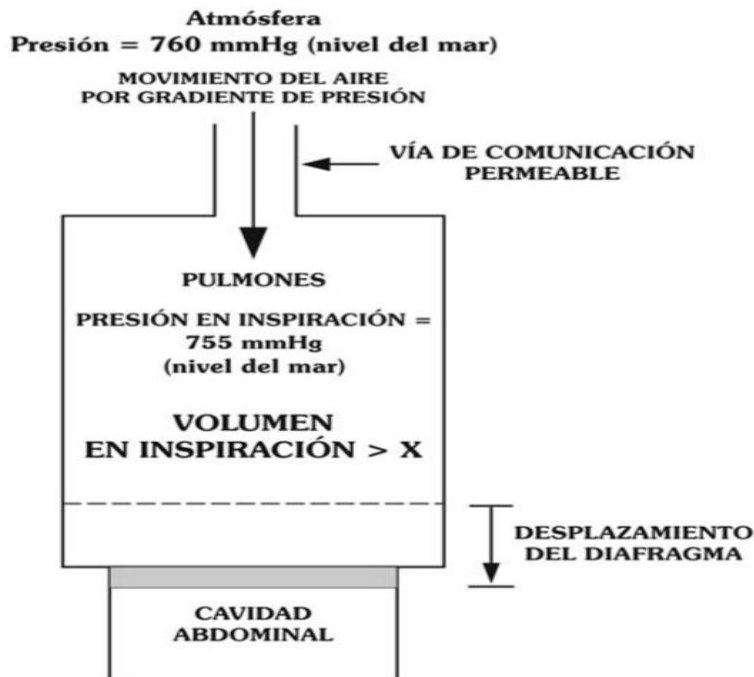 Atmósfera
Presión = 760 mmHg (nivel del mar)
MOVIMIENTO DEL AIRE
POR GRADIENTE DE PRESIÓN
VÍA DE COMUNICACIÓN
PERMEABLE
PULMONES
PRESIÓN EN INSPIRACIÓN =
755 mmHg
(nivel del mar)
VOLUMEN
EN INSPIRACIÓN > X
DESPLAZAMIENTO
DEL DIAFRAGMA
CAVIDAD
ABDOMINAL